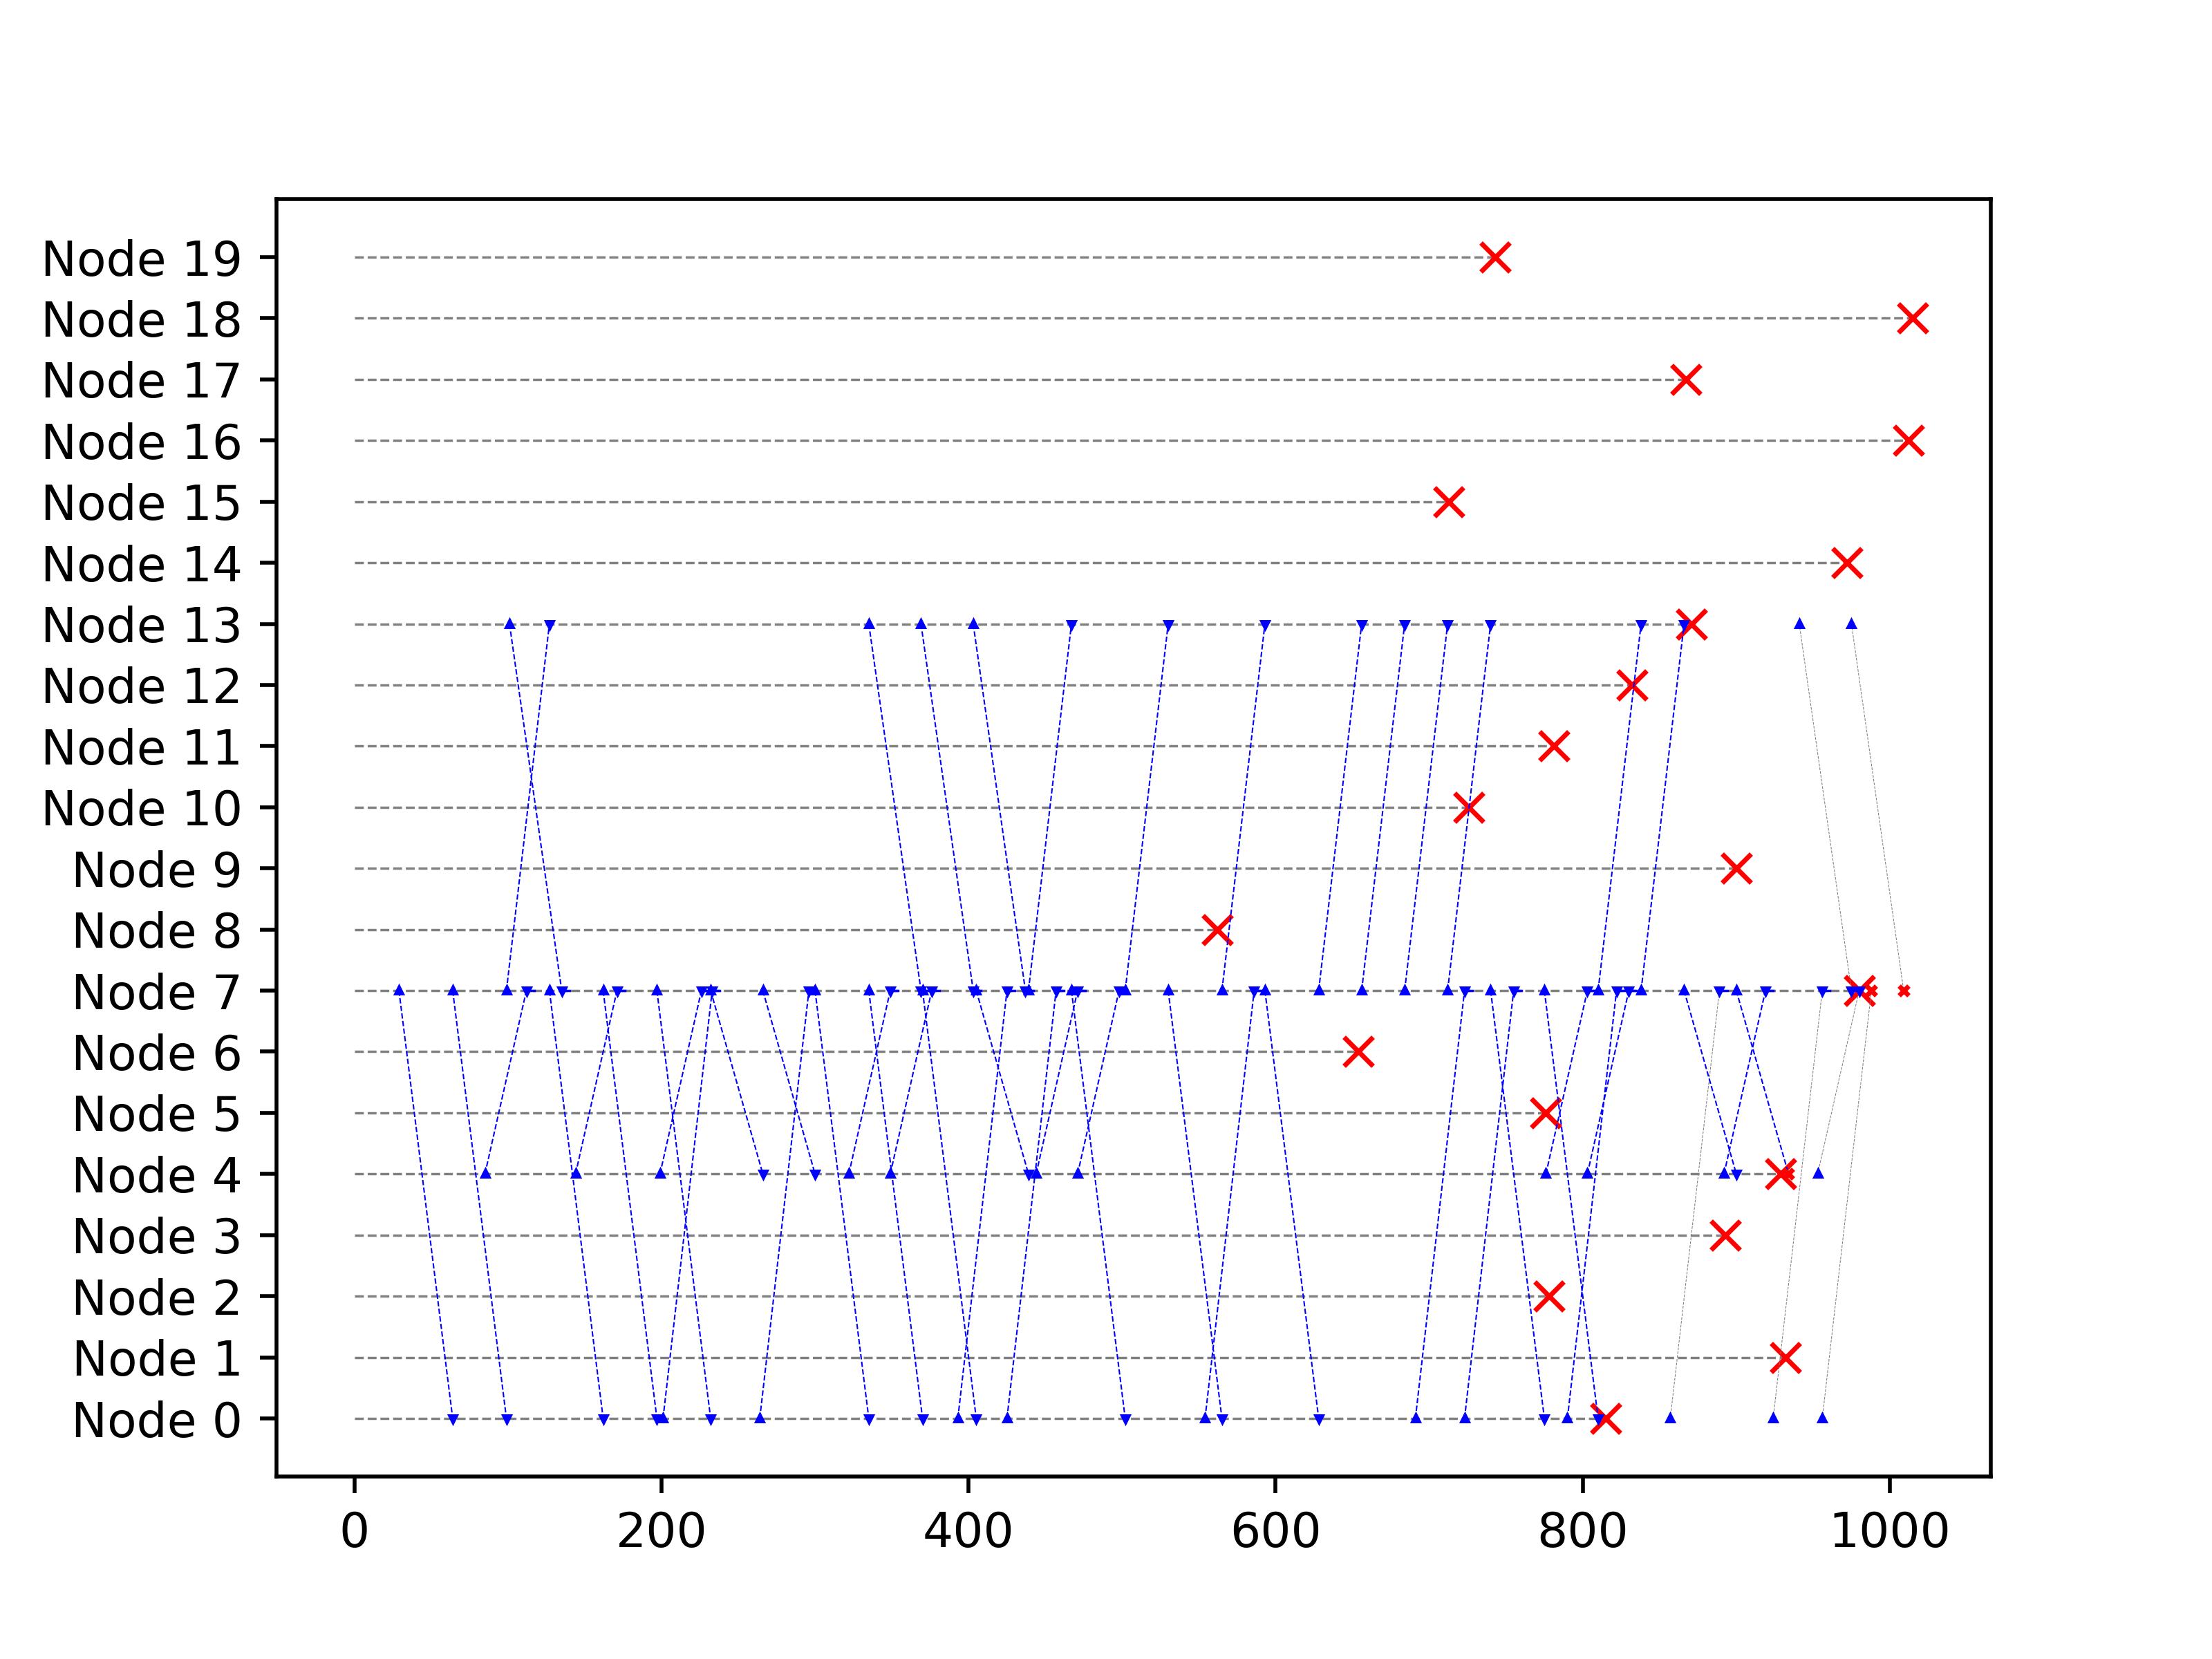 Node 19
Node 18
Node 17
Node 16
Node 15
Node 14
Node 13
Node 12
Node 11
Node 10
Node 9
Node 8
Node 7
Node 6
Node 5
Node 4
Node 3
Node 2
Node 1
Node 0
0 200 400 600 800 1000